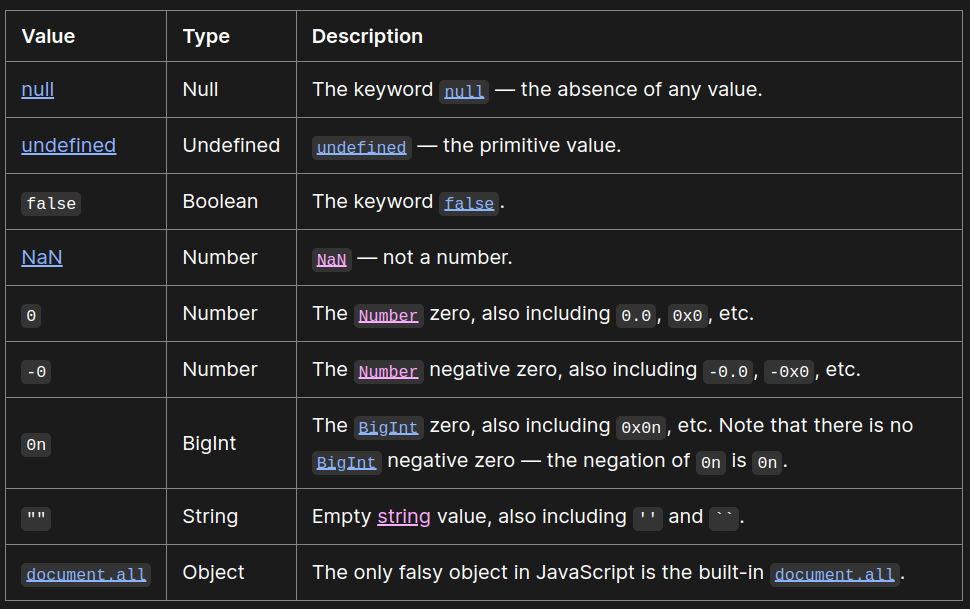 Value Type Description
null Null The keyword null — the absence of any value.
undefined Undefined undefined — the primitive value.
false Boolean The keyword false.
NaN Number NaN — not a number.
0 Number The Number zero, also including 0.0, 0x0, etc.
-0 Number The Number negative zero, also including -0.0, -0x0, etc.
0n BigInt The BigInt zero, also including 0x0n, etc. Note that there is no
BigInt negative zero — the negation of 0n is 0n.
"" String Empty string value, also including '' and ``.
document.all Object The only falsy object in JavaScript is the built-in document.all.